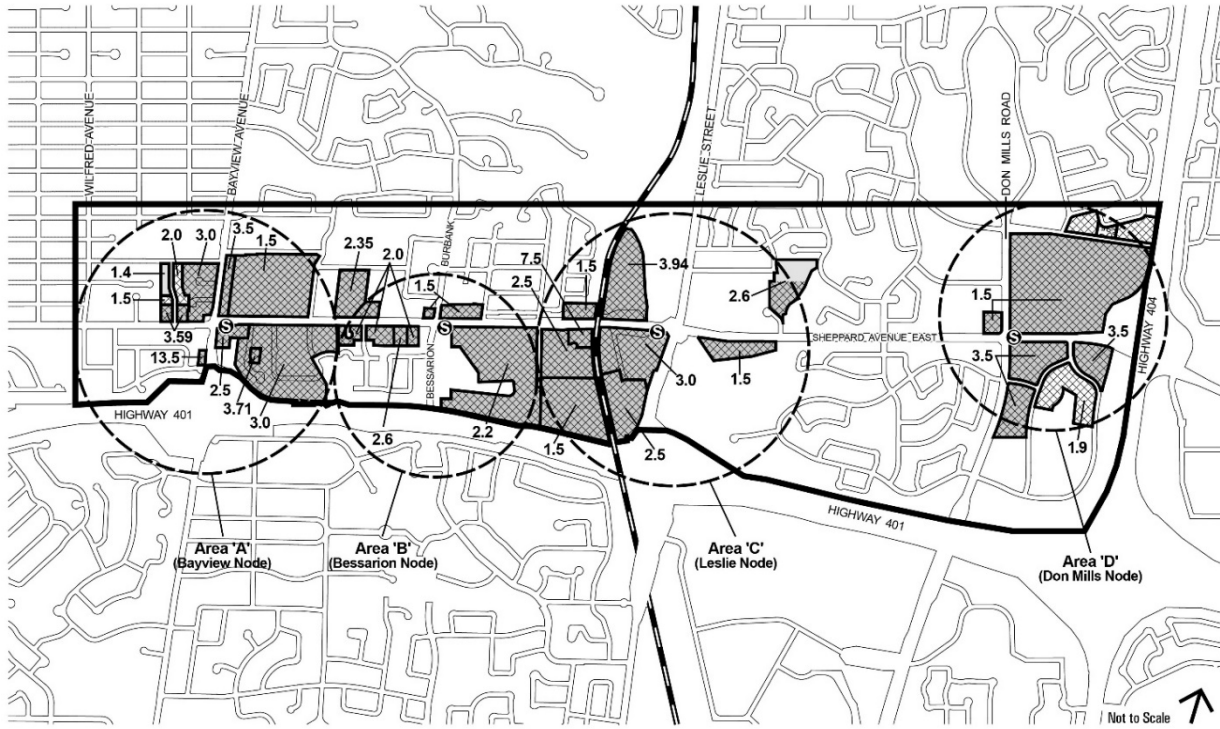 WILFRED AVENUE
BAYVIEW AVENUE
BURBANK
LESLIE STREET
DON MILLS ROAD
2.0
3.0
3.5
1.5
2.35
2.0
7.5
1.5
3.94
1.4
1.5
2.5
1.5
2.6
1.5
S
S
S
S
SHEPPARD AVENUE EAST
3.59
13.5
3.5
3.5
HIGHWAY 404
BESSARION
3.0
1.5
2.5
3.71
3.0
2.6
2.2
1.5
2.5
1.9
HIGHWAY 401
HIGHWAY 401
Area 'A'
(Bayview Node)
Area 'B'
(Bessarion Node)
Area 'C'
(Leslie Node)
Area 'D'
(Don Mills Node)
Not to Scale